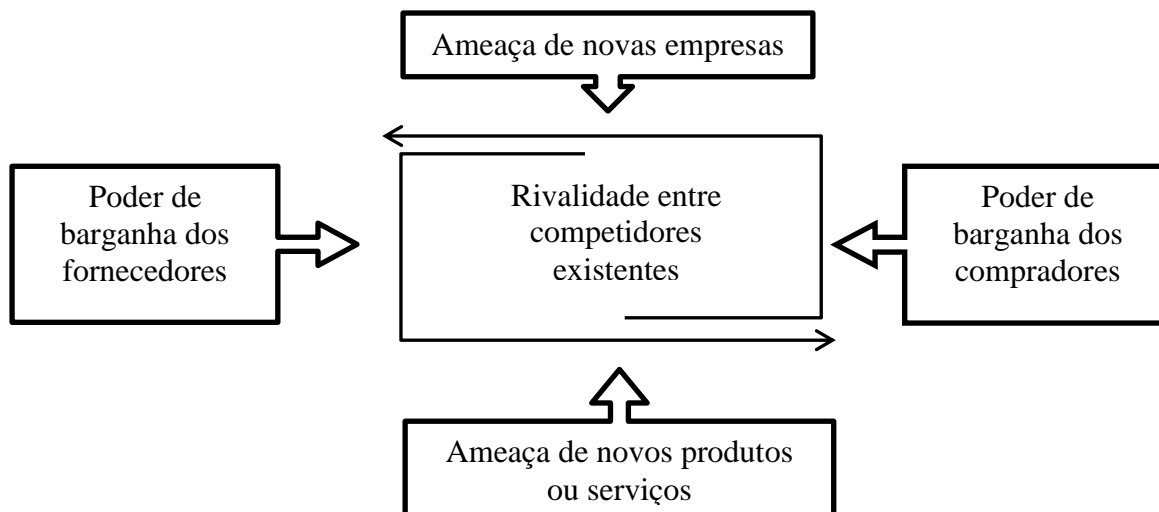 Ameaça de novas empresas
Poder de
barganha dos
fornecedores
Rivalidade entre
competidores
existentes
Poder de
barganha dos
compradores
Ameaça de novos produtos
ou serviços